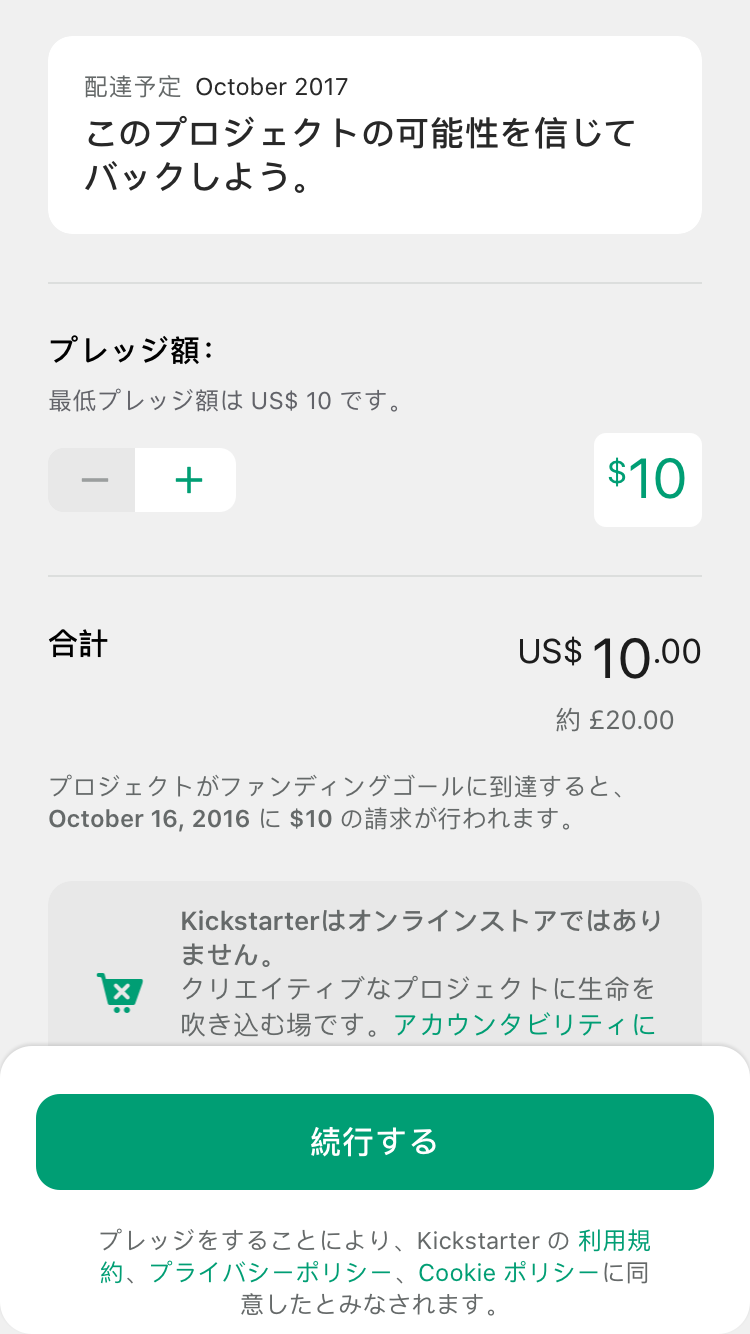 配達予定 October 2017
このプロジェクトの可能性を信じて
バックしよう。
プレッジ額：
最低プレッジ額は US$ 10 です。
− +
$10
合計
US$ 10.00
約 £20.00
プロジェクトがファンディングゴールに到達すると、
October 16, 2016 に $10 の請求が行われます。
Kickstarterはオンラインストアではあり
ません。
クリエイティブなプロジェクトに生命を
吹き込む場です。アカウンタビリティに
続行する
プレッジをすることにより、Kickstarter の 利用規
約、プライバシーポリシー、Cookie ポリシーに同
意したとみなされます。